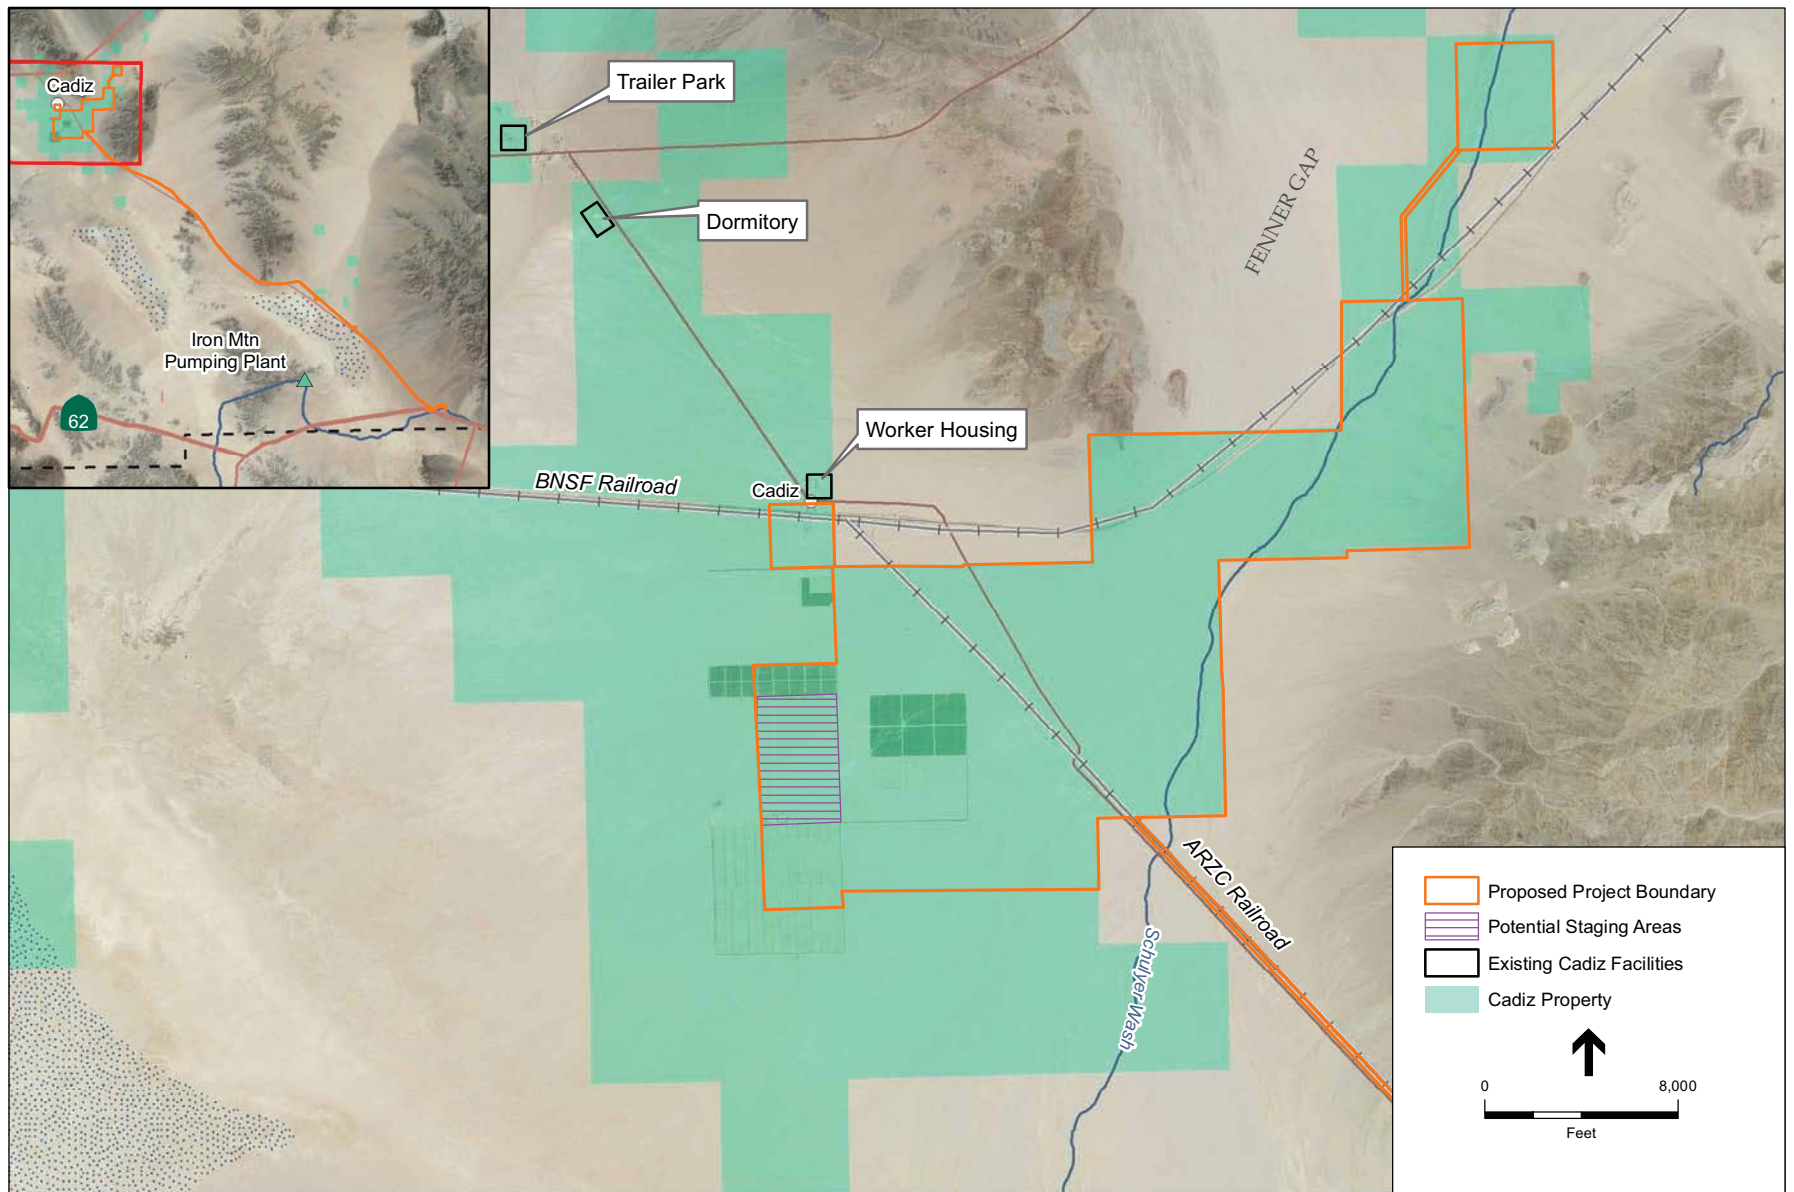 Cadiz
Iron Mtn
Pumping Plant
62
Trailer Park
Dormitory
FENNER GAP
Worker Housing
BNSF Railroad
Cadiz
ARZC Railroad
Schulyer Wash
Proposed Project Boundary
Potential Staging Areas
Existing Cadiz Facilities
Cadiz Property
0 8,000
Feet